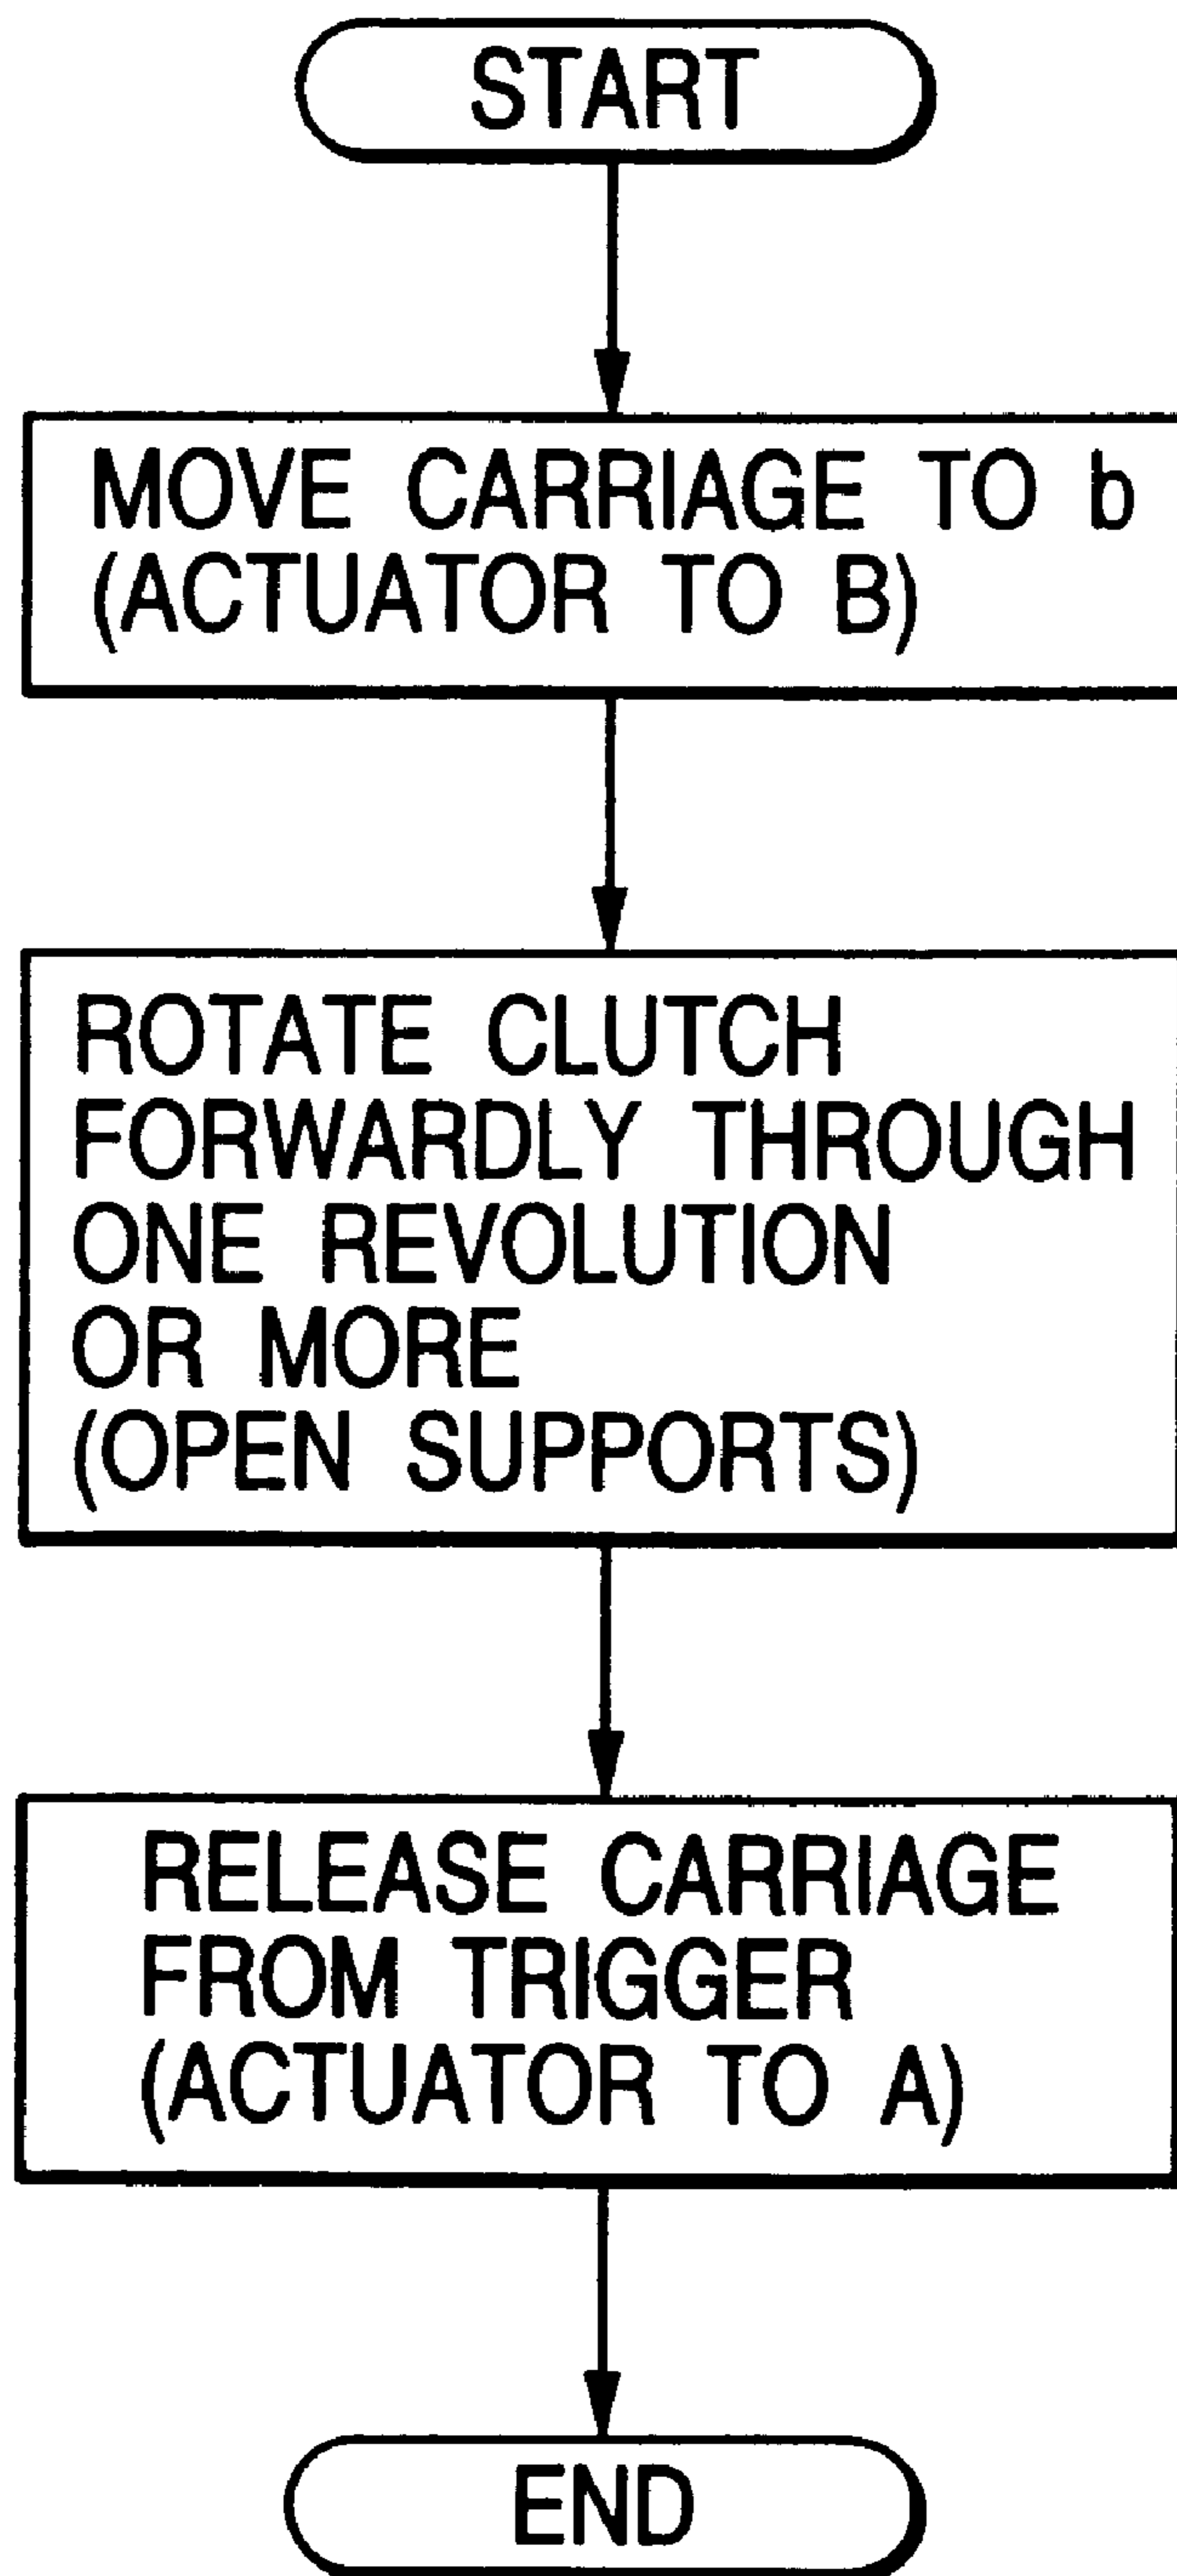 START
MOVE CARRIAGE TO b
(ACTUATOR TO B)
ROTATE CLUTCH
FORWARDLY THROUGH
ONE REVOLUTION
OR MORE
(OPEN SUPPORTS)
RELEASE CARRIAGE
FROM TRIGGER
(ACTUATOR TO A)
END